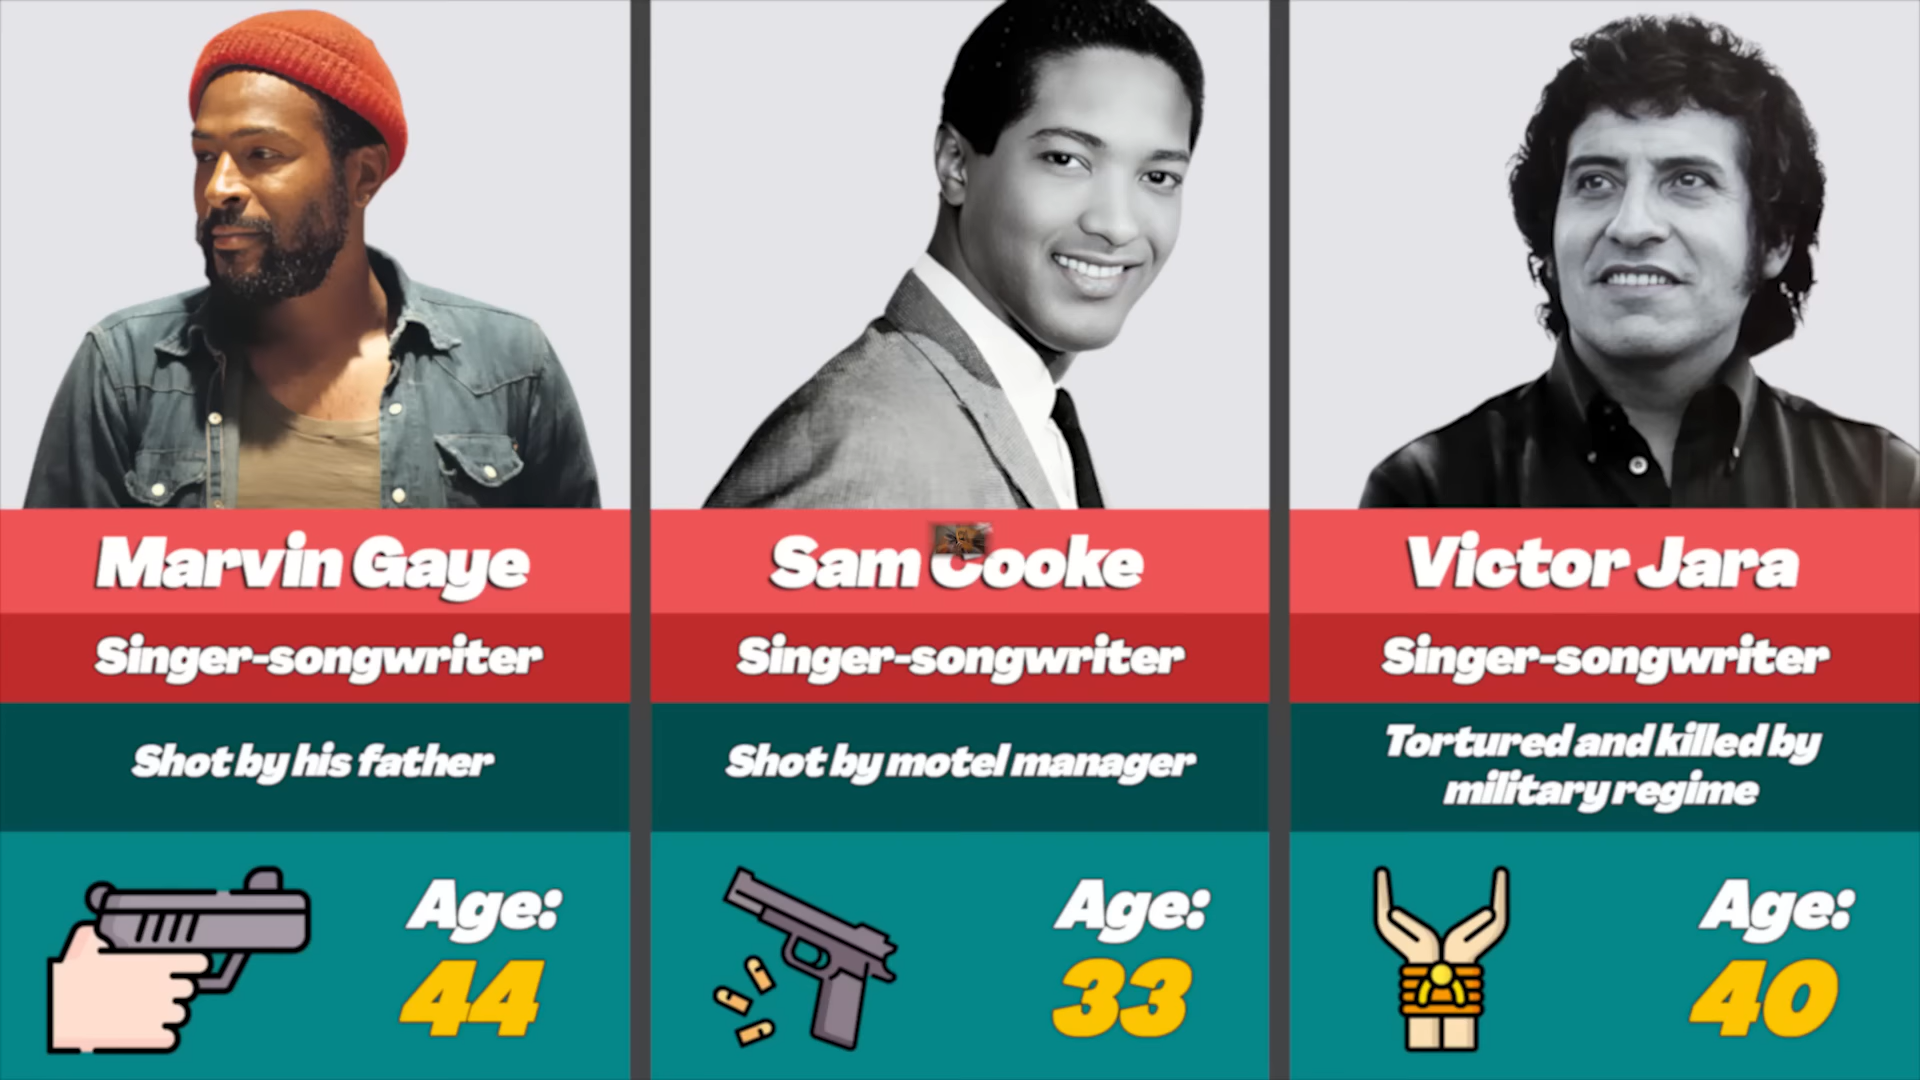 Marvin Gaye
Singer-songwriter
Shot by his father
Age:
44
Sam Cooke
Singer-songwriter
Shot by motel manager
Age:
33
Victor Jara
Singer-songwriter
Tortured and killed by
military regime
Age:
40